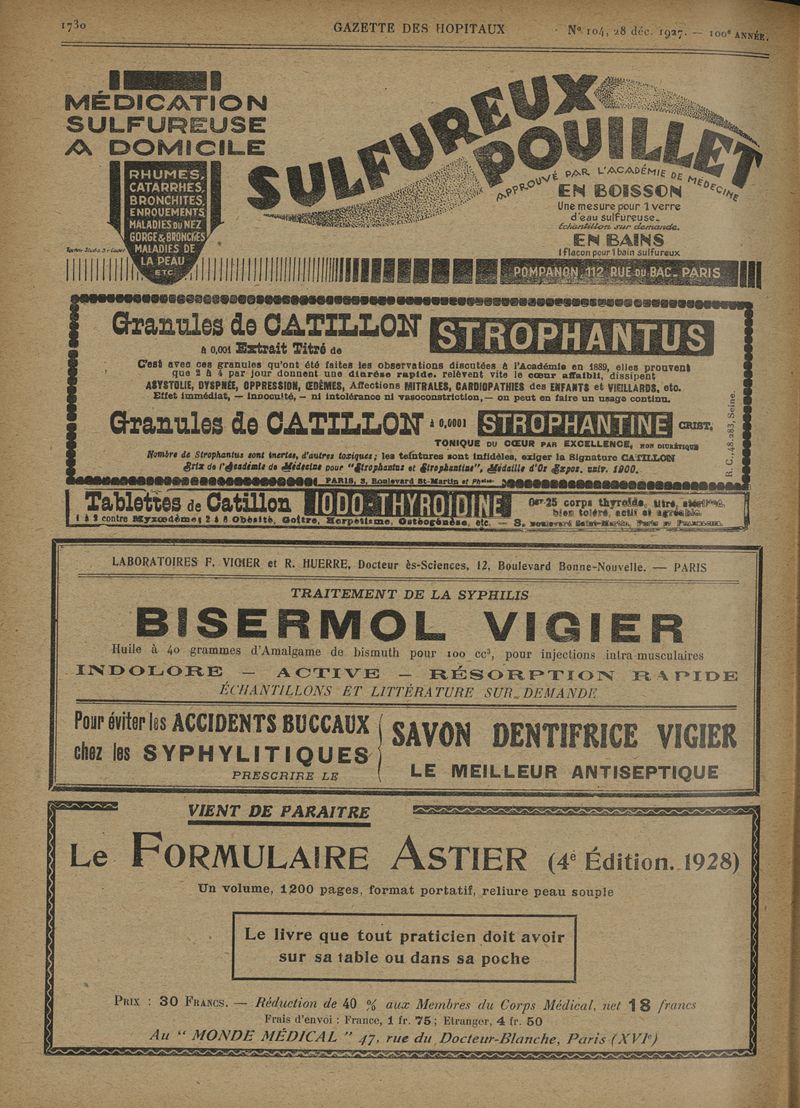 1730
GAZETTE DES HOPITAUX
No 104, 28 déc. 1927. — 100e ANNÉE.
MÉDICATION
SULFUREUSE
A DOMICILE
RHUMES,
CATARRHES,
BRONCHITES,
ENROUEMENTS
MALADIES DU NEZ
GORGE & BRONCHES
MALADIES DE
LA PEAU
ETC.
SULFUREUX
POUILLET
APPROUVÉ PAR L'ACADÉMIE DE MÉDECINE
EN BOISSON
Une mesure pour 1 verre
d'eau sulfureuse_
Échantillon sur demande.
EN BAINS
1 flacon pour 1 bain sulfureux
POMPANON, 112 RUE DU BAC_ PARIS
Granules de CATILLON STROPHANTUS
à 0,001 Extrait Titré de
C'est avec ces granules qu'ont été faites les observations discutées à l'Académie en 1889, elles prouvent
que 2 à 4 par jour donnent une diurèse rapide, relèvent vite le cœur affaibli, dissipent
ASYSTOLIE, DYSPNÉE, OPPRESSION, ŒDÈMES, Affections MITRALES, CARDIOPATHIES des ENFANTS et VIEILLARDS, etc.
Effet immédiat, — innocuité, — ni intolérance ni vasoconstriction, — on peut en faire un usage continu.
Granules de CATILLON à 0,0001 STROPHANTINE CRIST.
TONIQUE DU CŒUR PAR EXCELLENCE, NON DIURÉTIQUE
Nombre de Strophantus sont inertes, d'autres toxiques; les teintures sont infidèles, exiger la Signature CATILLON
Prix de l'Académie de Médecine pour "Strophantus et Strophantine", Médaille d'Or Expos. univ. 1900.
PARIS, 3, Boulevard St-Martin et Phies
R. C., 48.283, Seine.
Tablettes de Catillon IODO-THYROÏDINE
0gr25 corps thyroïde, titré, stérilisé,
bien toléré, actif et agréable.
1 à 2 contre Myxœdème; 2 à 8 Obésité, Goître, Herpétisme, Ostéogénèse, etc. — 3, Boulevard Saint-Martin, Paris
LABORATOIRES F. VIGIER et R. HUERRE, Docteur ès-Sciences, 12, Boulevard Bonne-Nouvelle. — PARIS
TRAITEMENT DE LA SYPHILIS
BISERMOL VIGIER
Huile à 40 grammes d'Amalgame de bismuth pour 100 cc3, pour injections intra-musculaires
INDOLORE — ACTIVE — RÉSORPTION RAPIDE
ÉCHANTILLONS ET LITTÉRATURE SUR DEMANDE
Pour éviter les ACCIDENTS BUCCAUX
chez les SYPHYLITIQUES
PRESCRIRE LE
SAVON DENTIFRICE VIGIER
LE MEILLEUR ANTISEPTIQUE
VIENT DE PARAITRE
Le FORMULAIRE ASTIER (4e Édition. 1928)
Un volume, 1200 pages, format portatif, reliure peau souple
Le livre que tout praticien doit avoir
sur sa table ou dans sa poche
PRIX : 30 FRANCS. — Réduction de 40 % aux Membres du Corps Médical, net 18 francs
Frais d'envoi : France, 1 fr. 75; Etranger, 4 fr. 50
Au "MONDE MÉDICAL" 47, rue du Docteur-Blanche, Paris (XVIe)